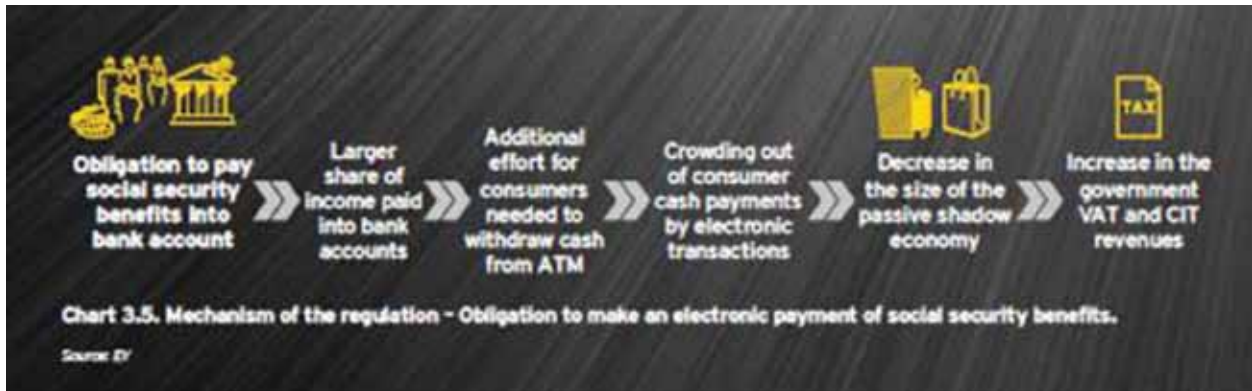 Obligation to pay
social security
benefits into
bank account
Larger
share of
income paid
into bank
accounts
Additional
effort for
consumers
needed to
withdraw cash
from ATM
Crowding out
of consumer
cash payments
by electronic
transactions
Decrease in
the size of the
passive shadow
economy
TAX
Increase in the
government
VAT and CIT
revenues
Chart 3.5. Mechanism of the regulation – Obligation to make an electronic payment of social security benefits.
Source: EY